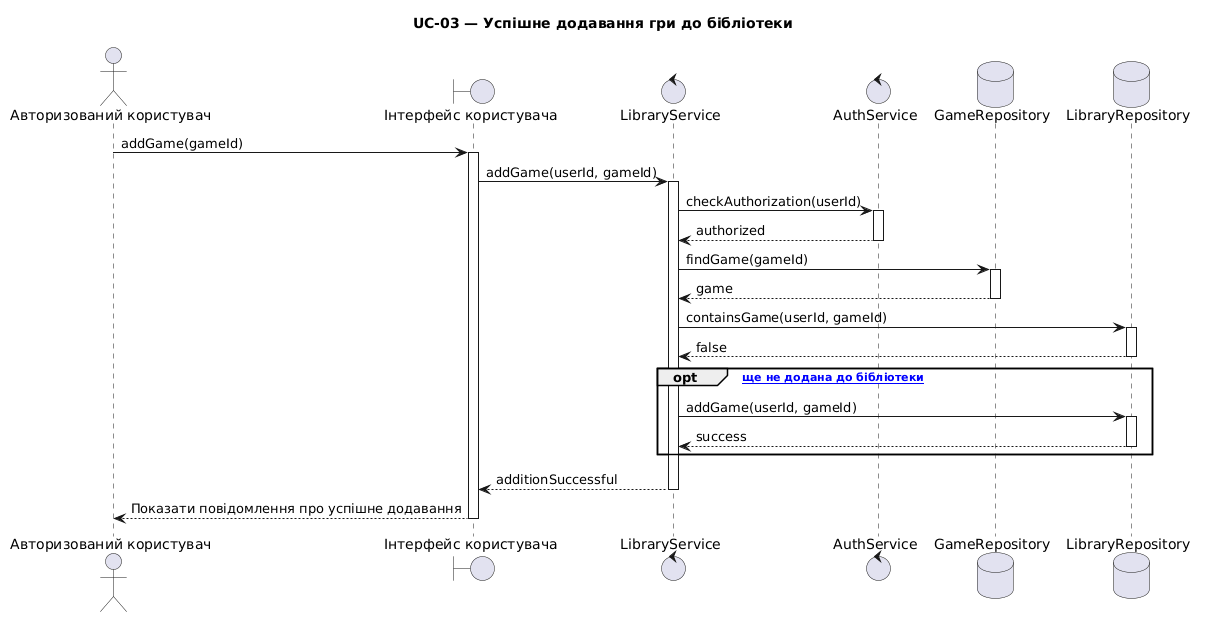 UC-03 — Успішне додавання гри до бібліотеки
Авторизований користувач
Інтерфейс користувача
LibraryService
AuthService
GameRepository
LibraryRepository
addGame(gameId)
addGame(userId, gameId)
checkAuthorization(userId)
authorized
findGame(gameId)
game
containsGame(userId, gameId)
false
opt
ще не додана до бібліотеки
addGame(userId, gameId)
success
additionSuccessful
Показати повідомлення про успішне додавання
Авторизований користувач
Інтерфейс користувача
LibraryService
AuthService
GameRepository
LibraryRepository